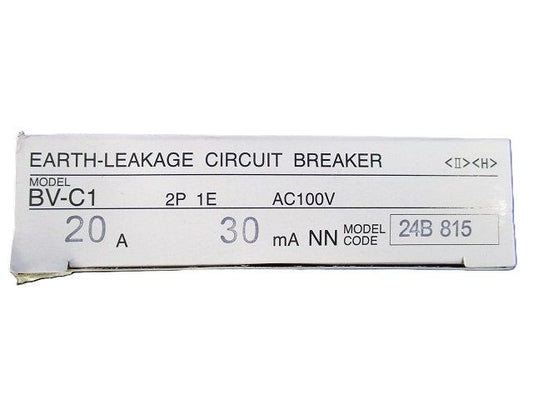 EARTH-LEAKAGE CIRCUIT BREAKER <Ⅱ><H>
MODEL
BV-C1 2P 1E AC100V
20 A 30 mA NN MODEL CODE 24B 815